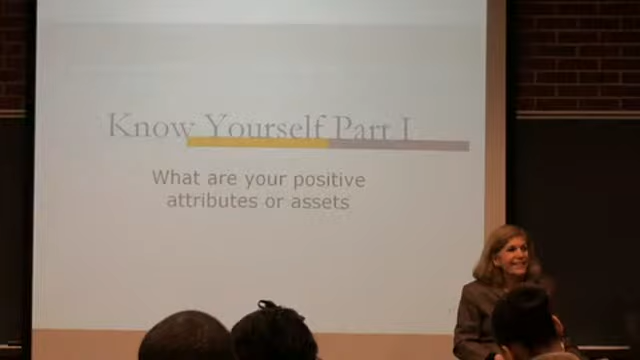 Know Yourself Part I
What are your positive
attributes or assets